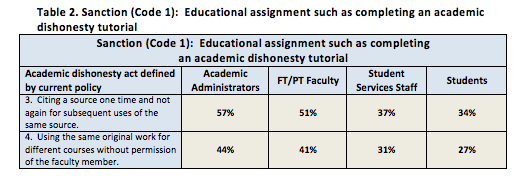 Table 2. Sanction (Code 1):  Educational assignment such as completing an academic
dishonesty tutorial
Sanction (Code 1):  Educational assignment such as completing
an academic dishonesty tutorial
Academic dishonesty act defined
by current policy
Academic
Administrators
FT/PT Faculty
Student
Services Staff
Students
3. Citing a source one time and not
again for subsequent uses of the
same source.
57%
51%
37%
34%
4. Using the same original work for
different courses without permission
of the faculty member.
44%
41%
31%
27%